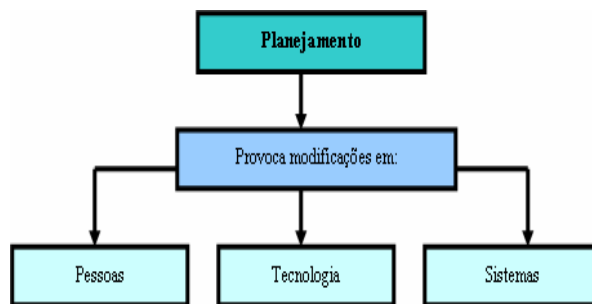 Planejamento
Provoca modificações em:
Pessoas
Tecnologia
Sistemas